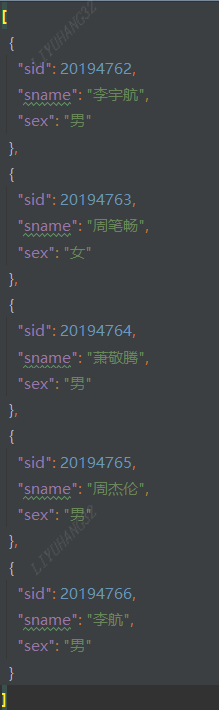 [
  {
    "sid": 20194762,
    "sname": "李宇航",
    "sex": "男"
  },
  {
    "sid": 20194763,
    "sname": "周笔畅",
    "sex": "女"
  },
  {
    "sid": 20194764,
    "sname": "萧敬腾",
    "sex": "男"
  },
  {
    "sid": 20194765,
    "sname": "周杰伦",
    "sex": "男"
  },
  {
    "sid": 20194766,
    "sname": "李航",
    "sex": "男"
  }
]
LIYUHANG32
LIYUHANG32